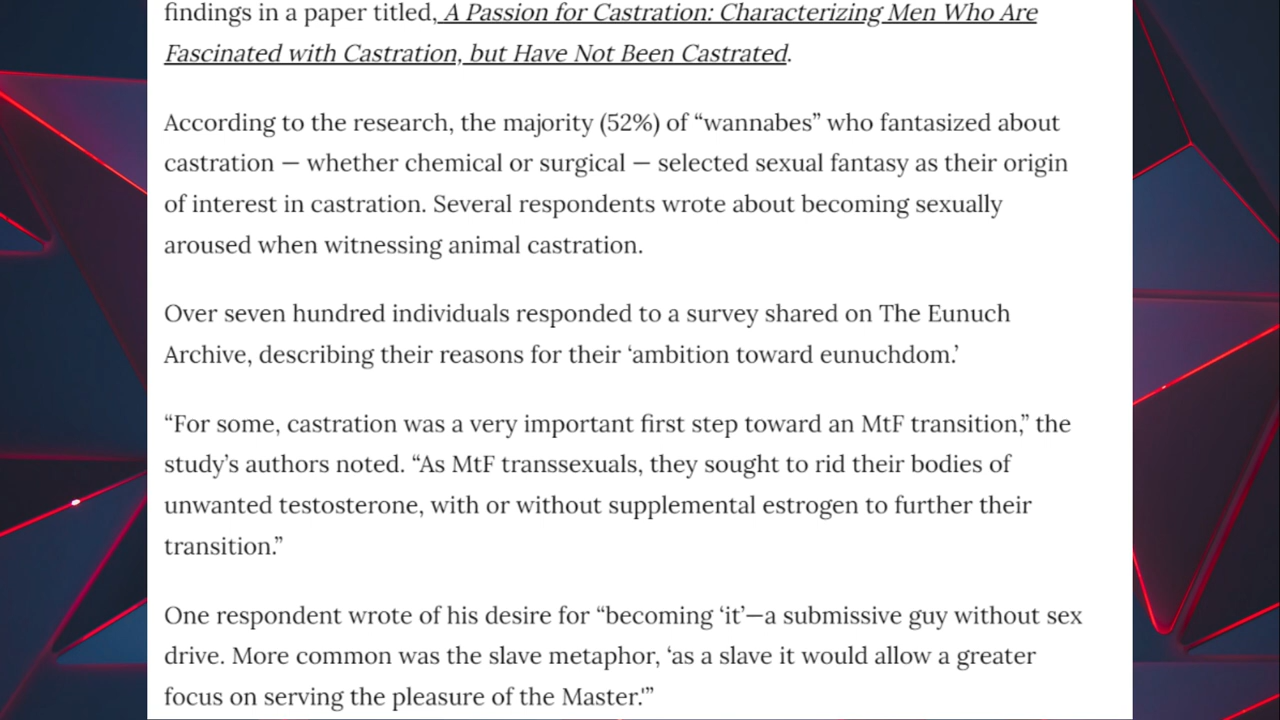 findings in a paper titled, A Passion for Castration: Characterizing Men Who Are
Fascinated with Castration, but Have Not Been Castrated.
According to the research, the majority (52%) of “wannabes” who fantasized about
castration — whether chemical or surgical — selected sexual fantasy as their origin
of interest in castration. Several respondents wrote about becoming sexually
aroused when witnessing animal castration.
Over seven hundred individuals responded to a survey shared on The Eunuch
Archive, describing their reasons for their ‘ambition toward eunuchdom.’
“For some, castration was a very important first step toward an MtF transition,” the
study’s authors noted. “As MtF transsexuals, they sought to rid their bodies of
unwanted testosterone, with or without supplemental estrogen to further their
transition.”
One respondent wrote of his desire for “becoming ‘it’—a submissive guy without sex
drive. More common was the slave metaphor, ‘as a slave it would allow a greater
focus on serving the pleasure of the Master.'”